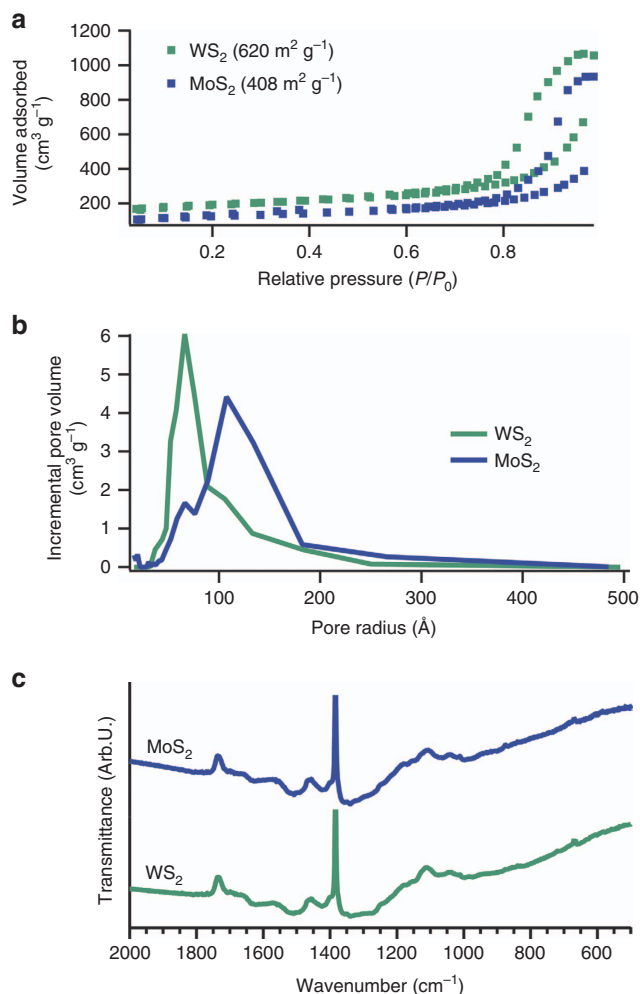 a
1200
1000
800
600
400
200
Volume adsorbed
(cm³ g⁻¹)
WS₂ (620 m² g⁻¹)
MoS₂ (408 m² g⁻¹)
0.2 0.4 0.6 0.8
Relative pressure (P/P₀)
b
6
5
4
3
2
1
0
Incremental pore volume
(cm³ g⁻¹)
WS₂
MoS₂
100 200 300 400 500
Pore radius (Å)
c
Transmittance (Arb.U.)
MoS₂
WS₂
2000 1800 1600 1400 1200 1000 800 600
Wavenumber (cm⁻¹)